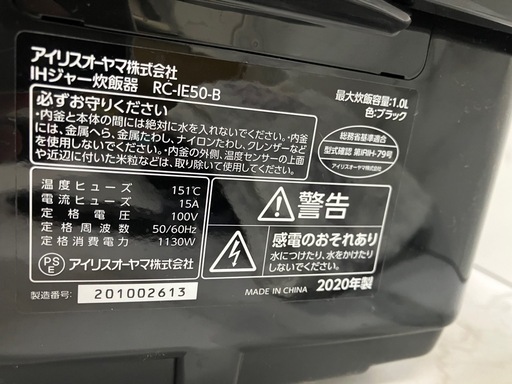 アイリスオーヤマ株式会社
IHジャー炊飯器 RC-IE50-B
最大炊飯容量:1.0L
色:ブラック
必ずお守りください
・内釜と本体の間には絶対に水を入れないでください。・内釜
には、金属へら、金属たわし、ナイロンたわし、クレンザーなど
を使用しないでください。・内釜の外側、温度センサーの上面
や近辺に付いた米粒などは、取り除いて使用してください。
総務省基準適合
型式確認 第IRIH-79号
アイリスオーヤマ(株)
温度ヒューズ 151℃
電流ヒューズ 15A
定格電圧 100V
定格周波数 50/60Hz
定格消費電力 1130W
警告
感電のおそれあり
水につけたり、水をかけたり
しないでください。
PSE
アイリスオーヤマ株式会社
製造番号: 201002613
MADE IN CHINA
2020年製